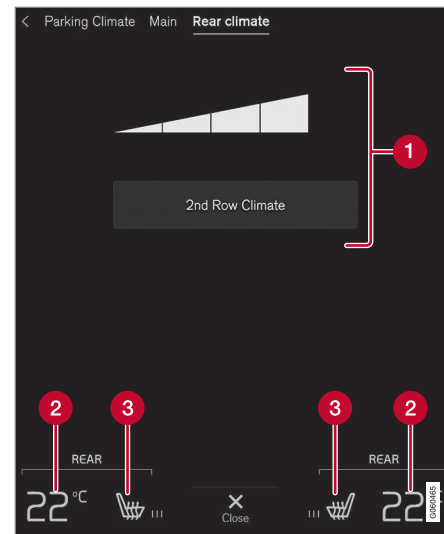 < Parking Climate Main Rear climate
1
2nd Row Climate
2 3 3 2
REAR REAR
22 °C Close 22
G060465